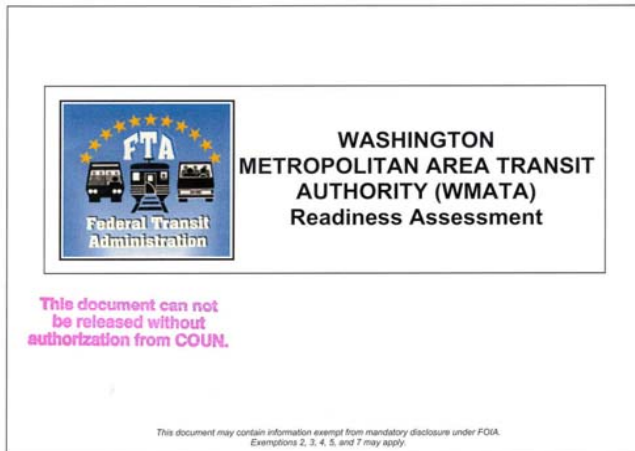 FTA
Federal Transit
Administration
WASHINGTON
METROPOLITAN AREA TRANSIT
AUTHORITY (WMATA)
Readiness Assessment
This document can not
be released without
authorization from COUN.
This document may contain information exempt from mandatory disclosure under FOIA.
Exemptions 2, 3, 4, 5, and 7 may apply.